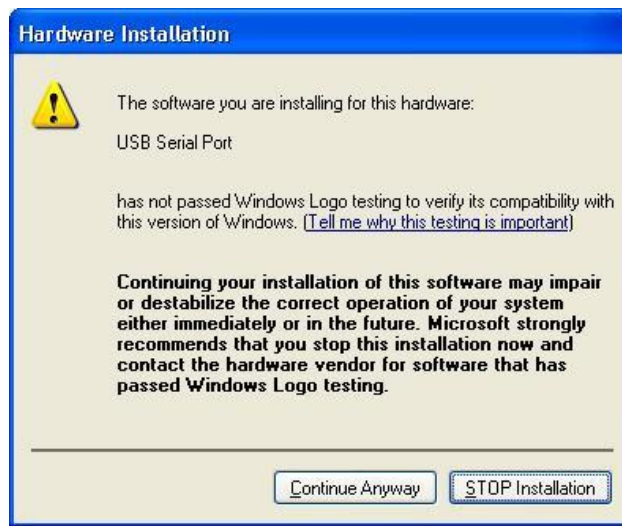 Hardware Installation
The software you are installing for this hardware:
USB Serial Port
has not passed Windows Logo testing to verify its compatibility with
this version of Windows. (Tell me why this testing is important)
Continuing your installation of this software may impair
or destabilize the correct operation of your system
either immediately or in the future. Microsoft strongly
recommends that you stop this installation now and
contact the hardware vendor for software that has
passed Windows Logo testing.
Continue Anyway
STOP Installation